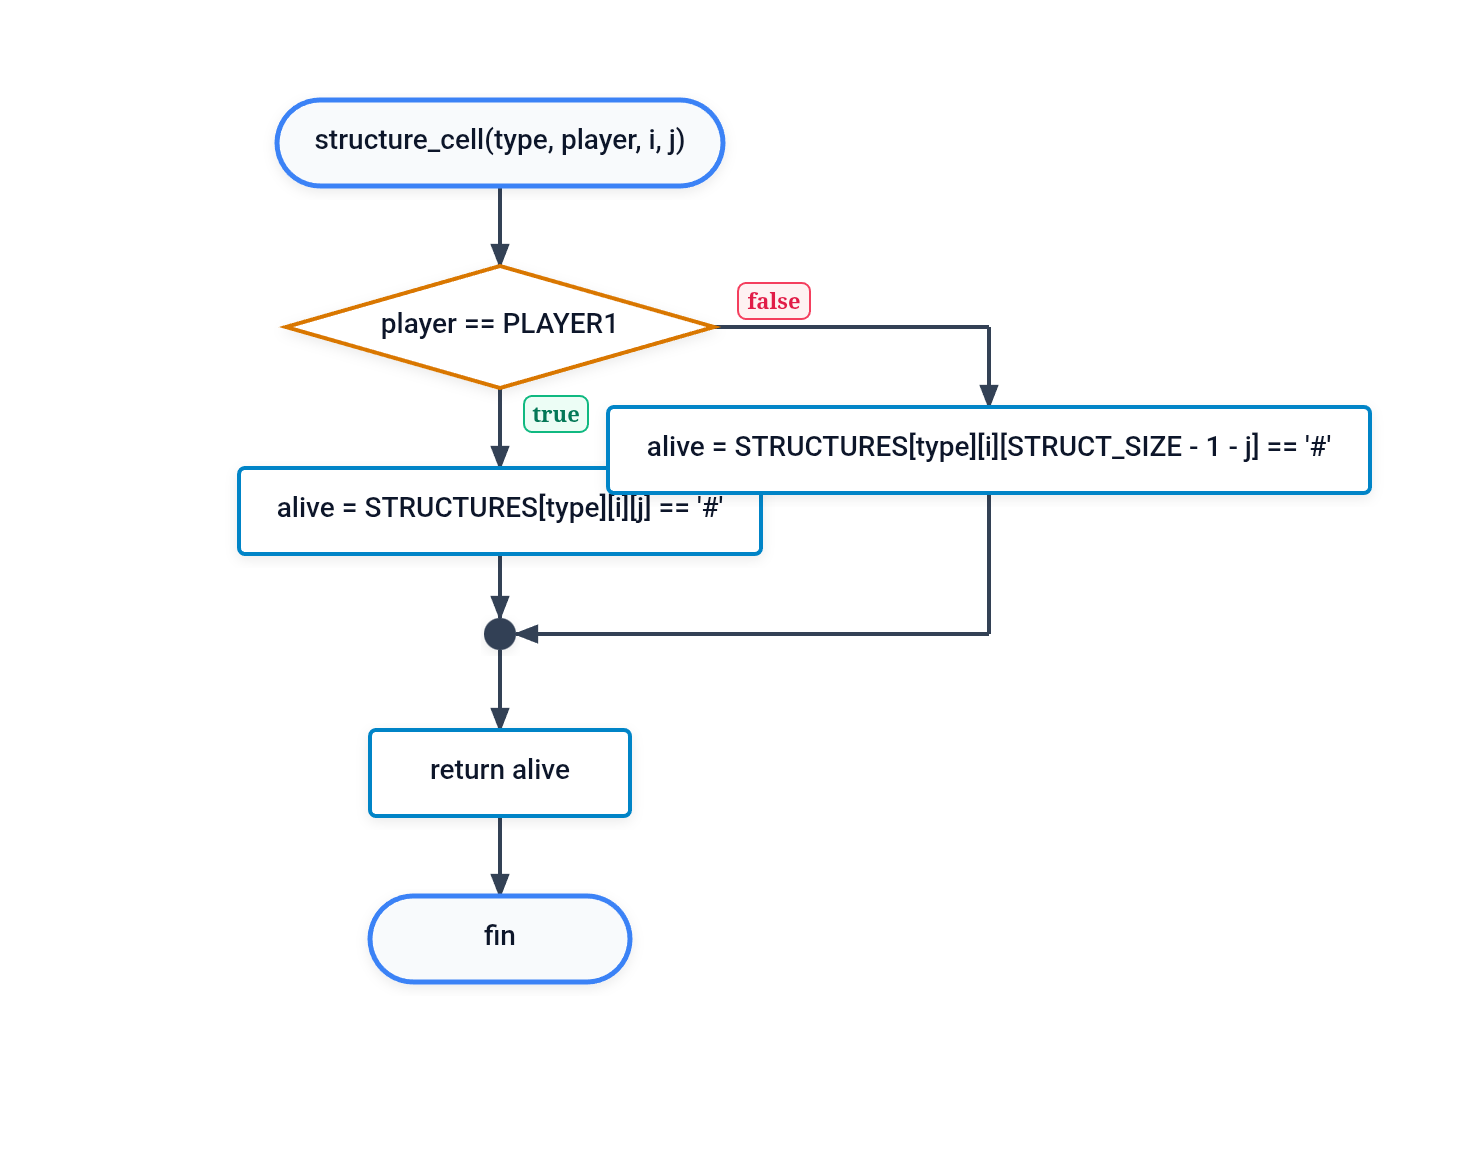 structure_cell(type, player, i, j)
player == PLAYER1
false
true
alive = STRUCTURES[type][i][STRUCT_SIZE - 1 - j] == '#'
alive = STRUCTURES[type][i][j] == '#'
return alive
fin